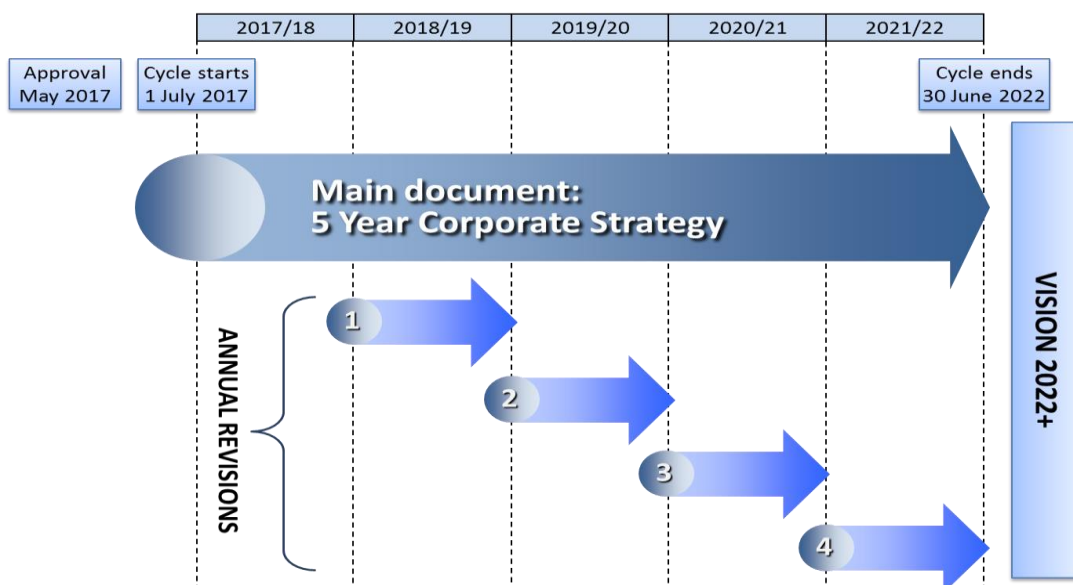 2017/18 2018/19 2019/20 2020/21 2021/22
Approval
May 2017
Cycle starts
1 July 2017
Cycle ends
30 June 2022
Main document:
5 Year Corporate Strategy
ANNUAL REVISIONS
1
2
3
4
VISION 2022+